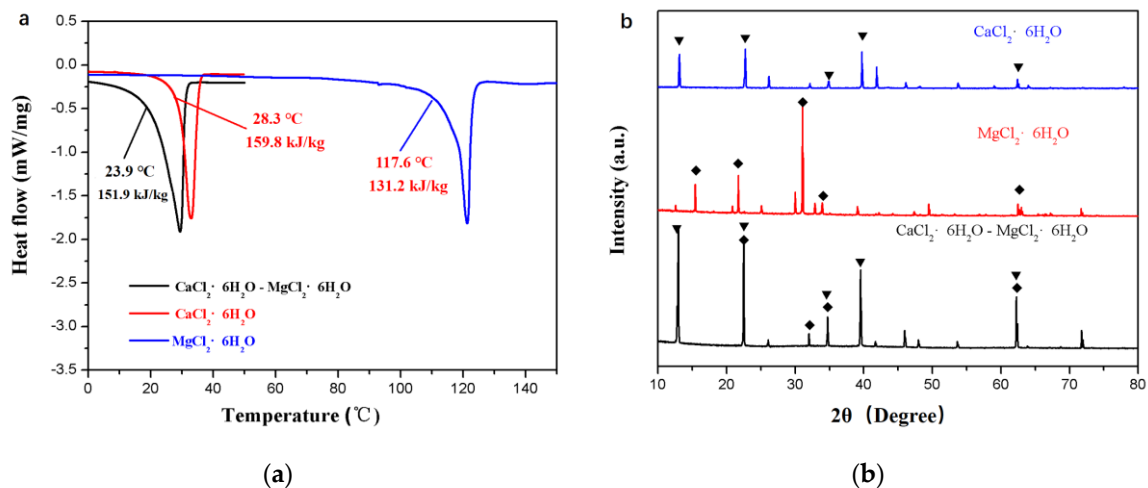 a
0.5
0.0
-0.5
-1.0
-1.5
-2.0
-2.5
-3.0
-3.5
Heat flow (mW/mg)
28.3 ℃
159.8 kJ/kg
23.9 ℃
151.9 kJ/kg
117.6 ℃
131.2 kJ/kg
CaCl₂· 6H₂O - MgCl₂· 6H₂O
CaCl₂· 6H₂O
MgCl₂· 6H₂O
0 20 40 60 80 100 120 140
Temperature (℃)
(a)
b
CaCl₂· 6H₂O
MgCl₂· 6H₂O
CaCl₂· 6H₂O - MgCl₂· 6H₂O
Intensity (a.u.)
10 20 30 40 50 60 70 80
2θ (Degree)
(b)